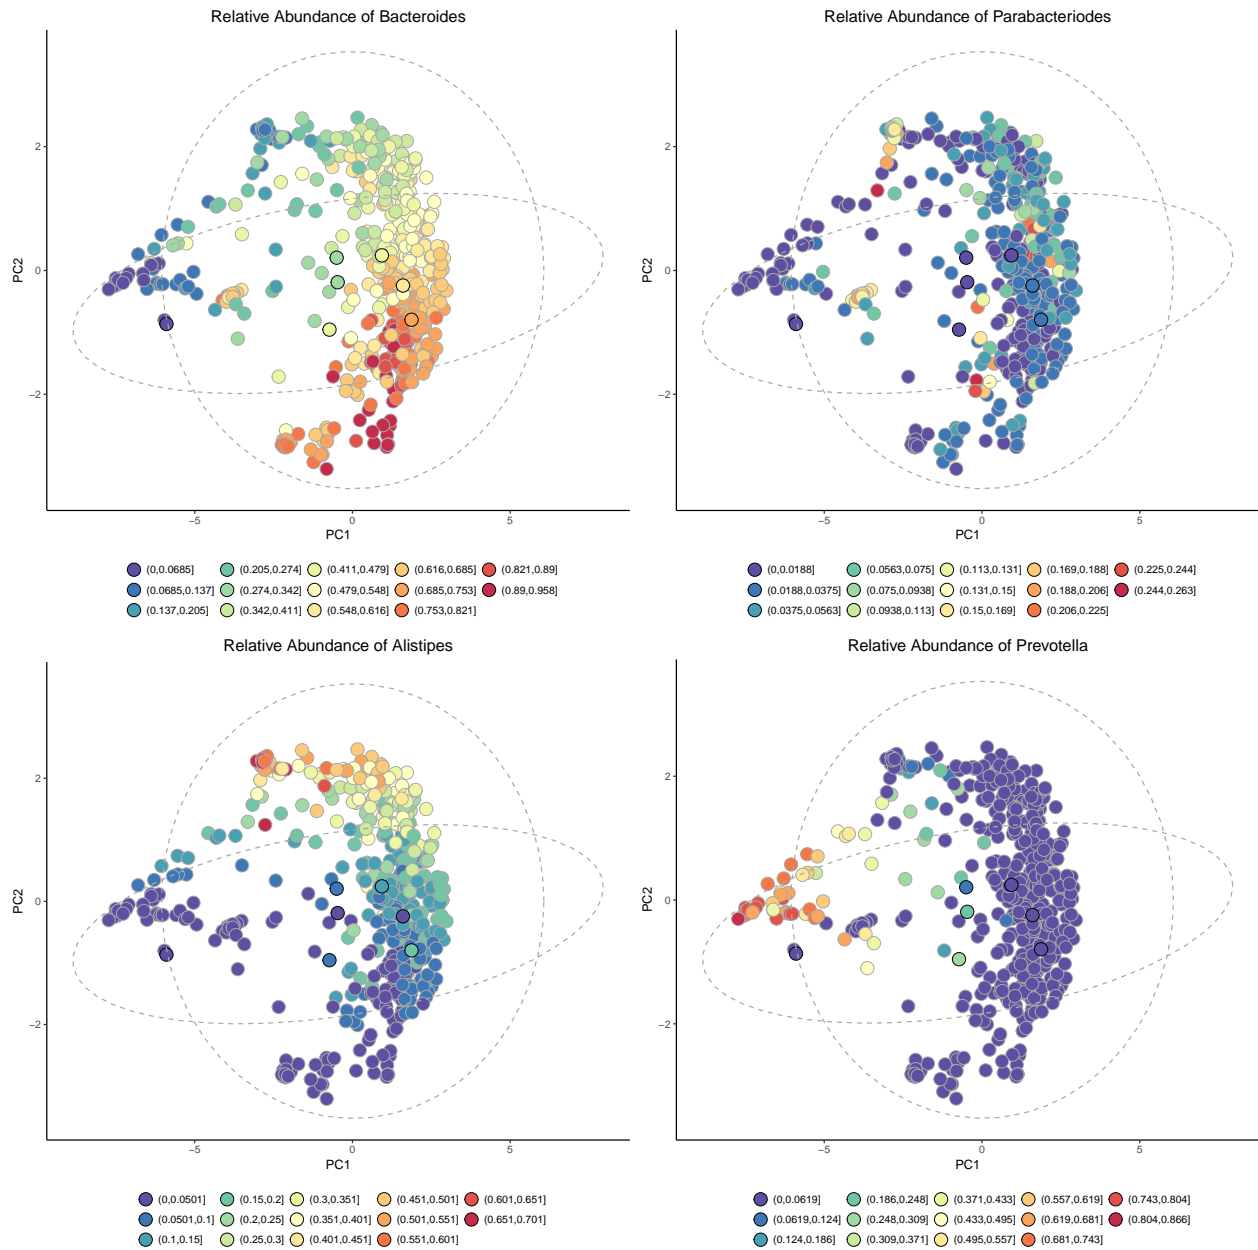 Relative Abundance of Bacteroides
PC2
2
0
−2
−5
0
5
PC1
(0,0.0685] (0.205,0.274] (0.411,0.479] (0.616,0.685] (0.821,0.89]
(0.0685,0.137] (0.274,0.342] (0.479,0.548] (0.685,0.753] (0.89,0.958]
(0.137,0.205] (0.342,0.411] (0.548,0.616] (0.753,0.821]
Relative Abundance of Parabacteriodes
PC2
2
0
−2
−5
0
5
PC1
(0,0.0188] (0.0563,0.075] (0.113,0.131] (0.169,0.188] (0.225,0.244]
(0.0188,0.0375] (0.075,0.0938] (0.131,0.15] (0.188,0.206] (0.244,0.263]
(0.0375,0.0563] (0.0938,0.113] (0.15,0.169] (0.206,0.225]
Relative Abundance of Alistipes
PC2
2
0
−2
−5
0
5
PC1
(0,0.0501] (0.15,0.2] (0.3,0.351] (0.451,0.501] (0.601,0.651]
(0.0501,0.1] (0.2,0.25] (0.351,0.401] (0.501,0.551] (0.651,0.701]
(0.1,0.15] (0.25,0.3] (0.401,0.451] (0.551,0.601]
Relative Abundance of Prevotella
PC2
2
0
−2
−5
0
5
PC1
(0,0.0619] (0.186,0.248] (0.371,0.433] (0.557,0.619] (0.743,0.804]
(0.0619,0.124] (0.248,0.309] (0.433,0.495] (0.619,0.681] (0.804,0.866]
(0.124,0.186] (0.309,0.371] (0.495,0.557] (0.681,0.743]